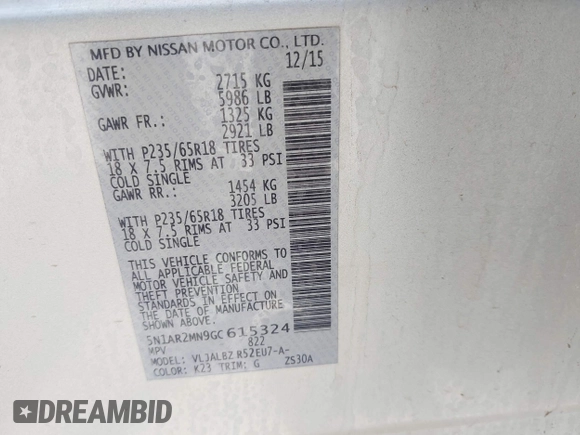 MFD BY NISSAN MOTOR CO., LTD.
DATE: 12/15
GVWR: 2715 KG
5986 LB
GAWR FR.: 1325 KG
2921 LB
WITH P235/65R18 TIRES
18 X 7.5 RIMS AT 33 PSI
COLD SINGLE
GAWR RR.: 1454 KG
3205 LB
WITH P235/65R18 TIRES
18 X 7.5 RIMS AT 33 PSI
COLD SINGLE
THIS VEHICLE CONFORMS TO
ALL APPLICABLE FEDERAL
MOTOR VEHICLE SAFETY AND
THEFT PREVENTION
STANDARDS IN EFFECT ON
THE DATE OF MANUFACTURE
SHOWN ABOVE.
5N1AR2MN9GC615324
MPV 822
MODEL: VLJALBZ R52EU7-A-
COLOR: K23 TRIM: G ZS30A
DREAMBID